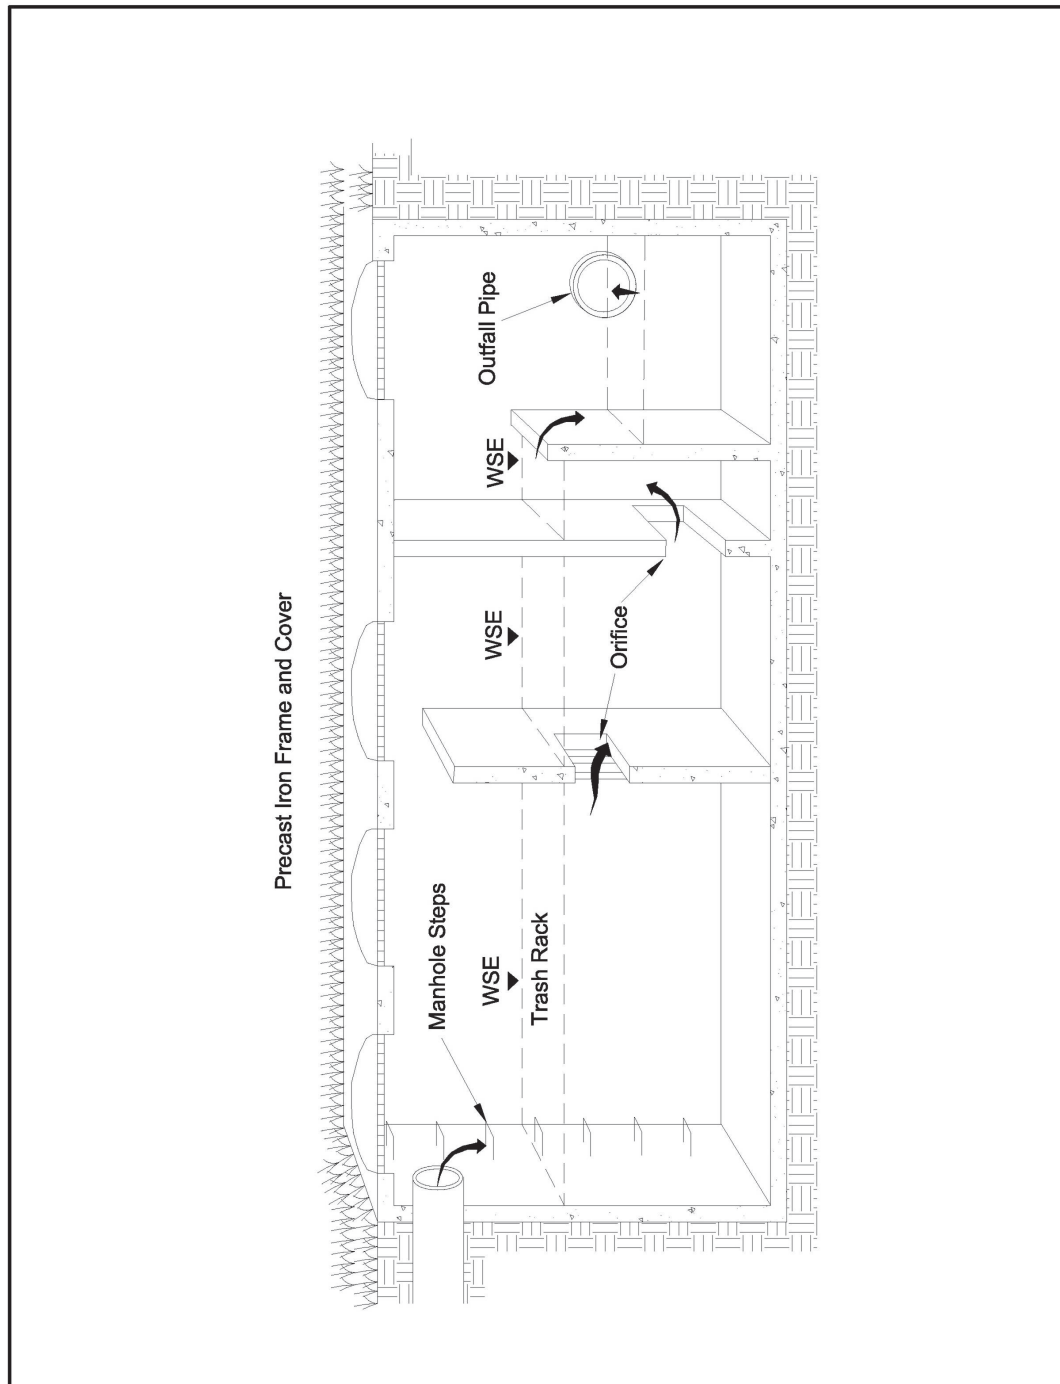 Precast Iron Frame and Cover
Manhole Steps
WSE
Trash Rack
WSE
Orifice
WSE
Outfall Pipe